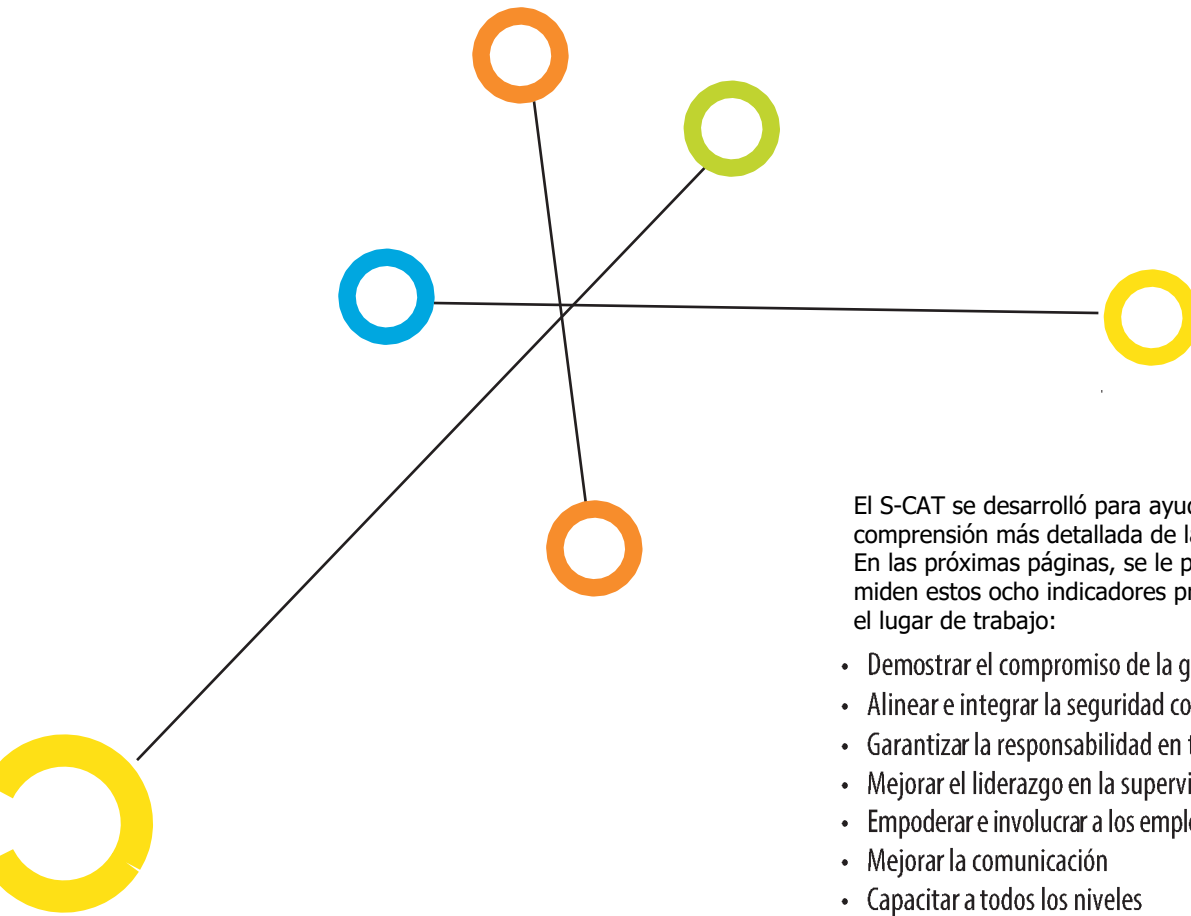 El S-CAT se desarrolló para ayu
comprensión más detallada de l
En las próximas páginas, se le p
miden estos ocho indicadores pr
el lugar de trabajo:
• Demostrar el compromiso de la g
• Alinear e integrar la seguridad co
• Garantizar la responsabilidad en
• Mejorar el liderazgo en la supervi
• Empoderar e involucrar a los emple
• Mejorar la comunicación
• Capacitar a todos los niveles